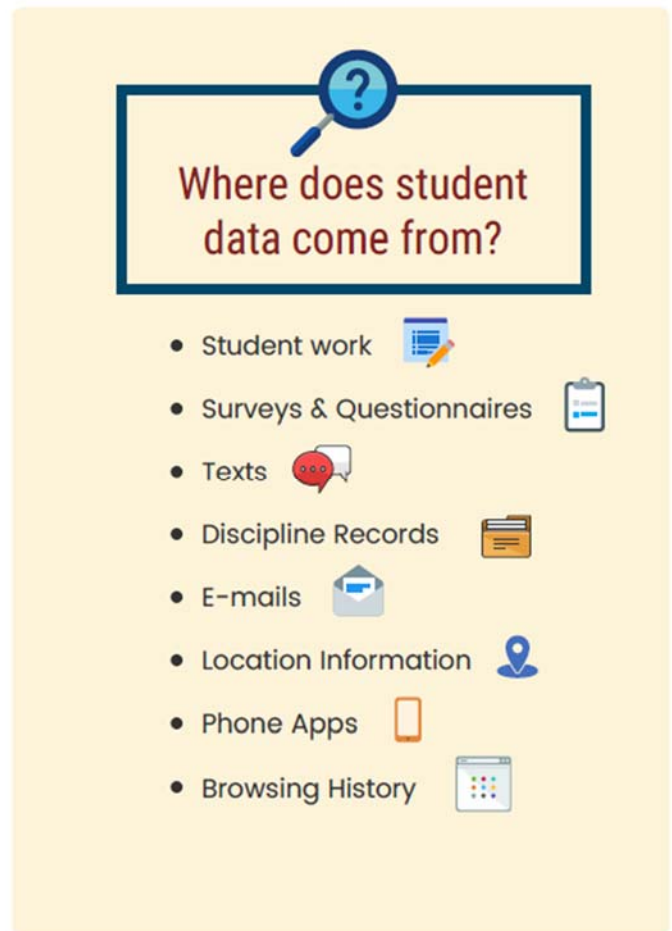 ?
Where does student
data come from?
• Student work
• Surveys & Questionnaires
• Texts
• Discipline Records
• E-mails
• Location Information
• Phone Apps
• Browsing History